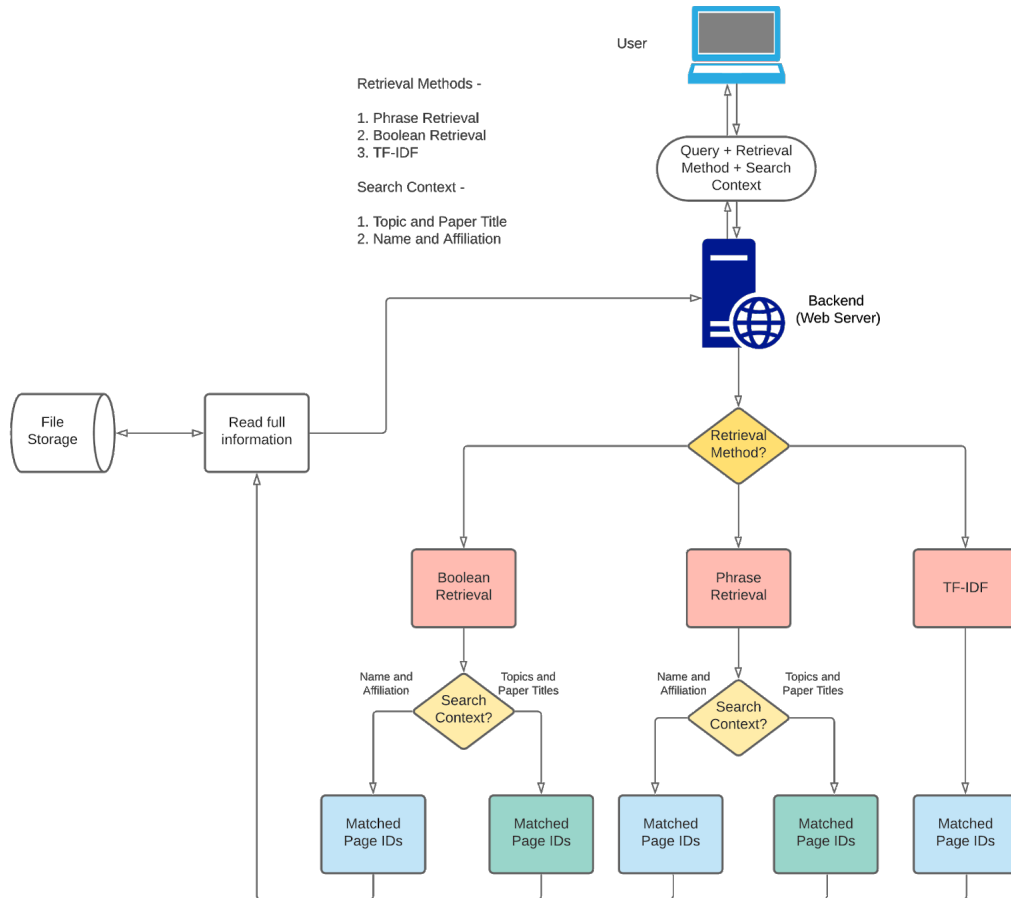 User
Retrieval Methods -
1. Phrase Retrieval
2. Boolean Retrieval
3. TF-IDF
Search Context -
1. Topic and Paper Title
2. Name and Affiliation
Query + Retrieval
Method + Search
Context
Backend
(Web Server)
File
Storage
Read full
information
Retrieval
Method?
Boolean
Retrieval
Phrase
Retrieval
TF-IDF
Name and
Affiliation
Topics and
Paper Titles
Search
Context?
Name and
Affiliation
Topics and
Paper Titles
Search
Context?
Matched
Page IDs
Matched
Page IDs
Matched
Page IDs
Matched
Page IDs
Matched
Page IDs